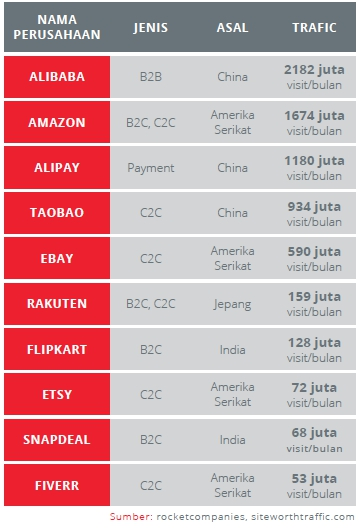 NAMA PERUSAHAAN JENIS ASAL TRAFIC
ALIBABA B2B China 2182 juta visit/bulan
AMAZON B2C, C2C Amerika Serikat 1674 juta visit/bulan
ALIPAY Payment China 1180 juta visit/bulan
TAOBAO C2C China 934 juta visit/bulan
EBAY C2C Amerika Serikat 590 juta visit/bulan
RAKUTEN B2C, C2C Jepang 159 juta visit/bulan
FLIPKART B2C India 128 juta visit/bulan
ETSY C2C Amerika Serikat 72 juta visit/bulan
SNAPDEAL B2C India 68 juta visit/bulan
FIVERR C2C Amerika Serikat 53 juta visit/bulan
Sumber: rocketcompanies, siteworthtraffic.com